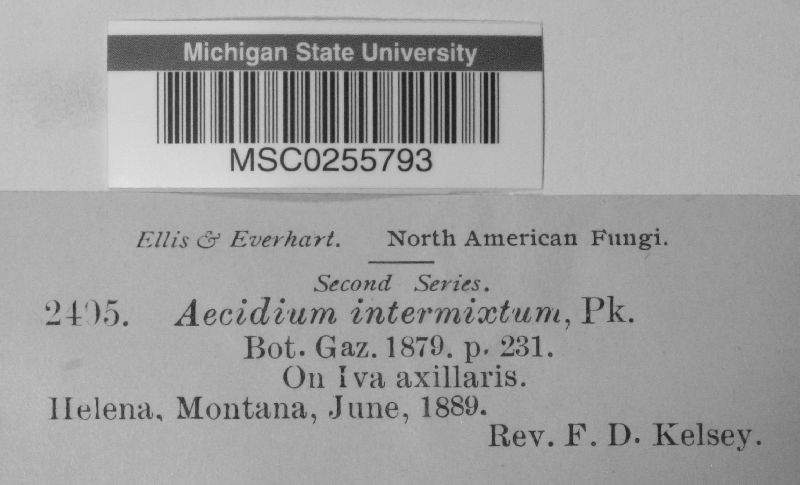 Michigan State University
MSC0255793
Ellis & Everhart. North American Fungi.
Second Series.
2405. Aecidium intermixtum, Pk.
Bot. Gaz. 1879. p. 231.
On Iva axillaris.
Helena, Montana, June, 1889.
Rev. F. D. Kelsey.